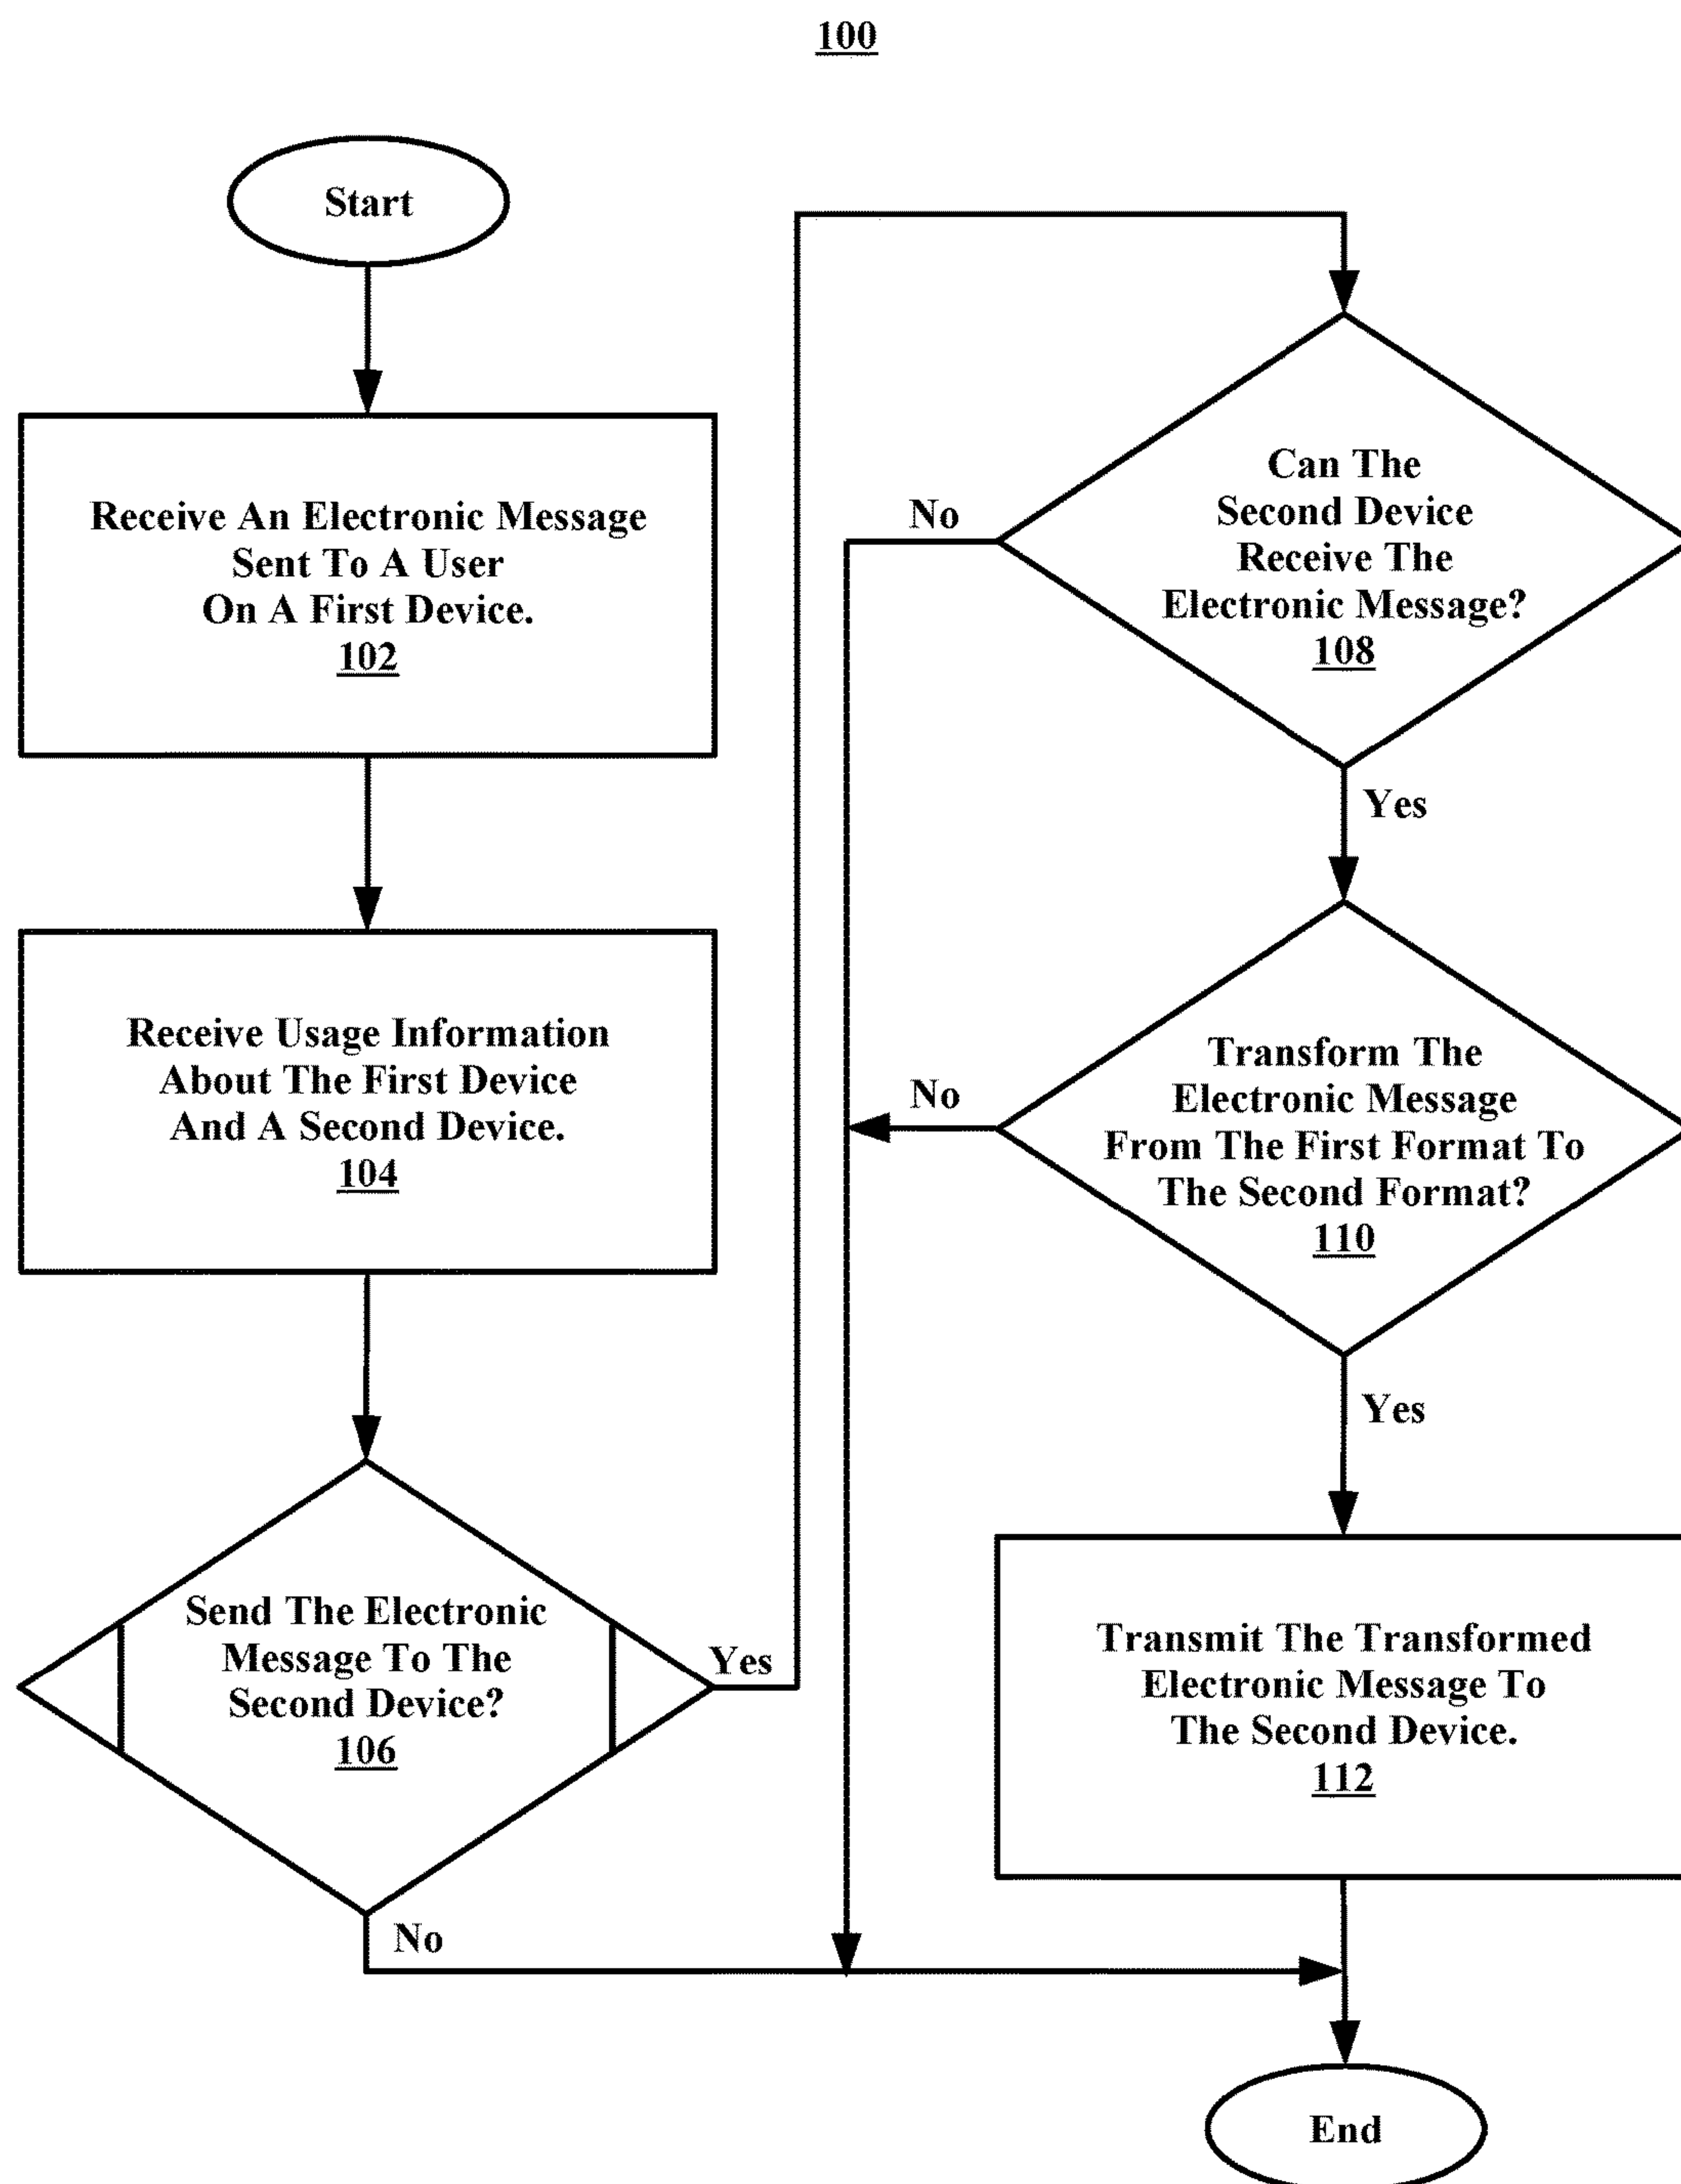 100
Start
Receive An Electronic Message
Sent To A User
On A First Device.
102
Receive Usage Information
About The First Device
And A Second Device.
104
Send The Electronic
Message To The
Second Device?
106
Yes
No
Can The
Second Device
Receive The
Electronic Message?
108
No
Yes
Transform The
Electronic Message
From The First Format To
The Second Format?
110
No
Yes
Transmit The Transformed
Electronic Message To
The Second Device.
112
End